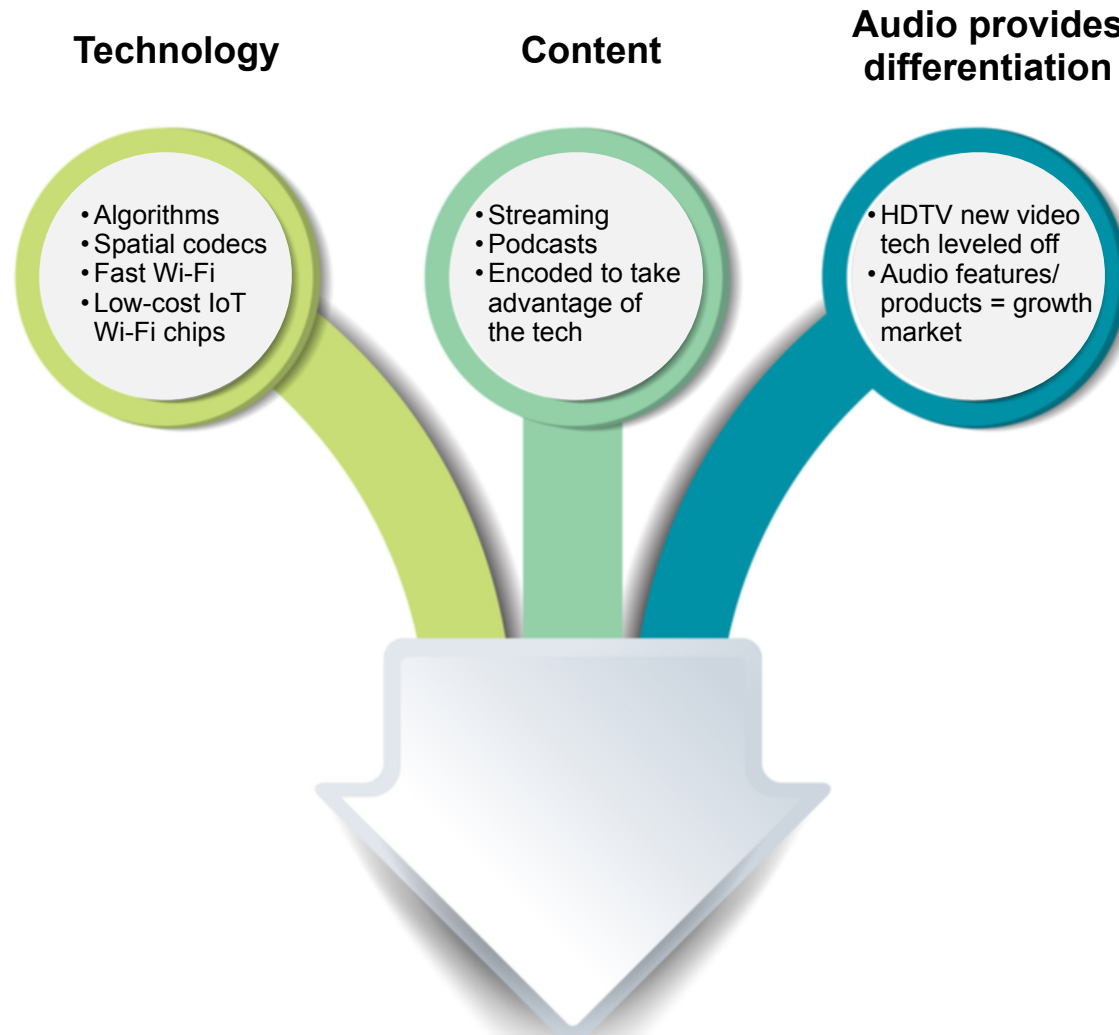 Technology
Content
Audio provides
differentiation
• Algorithms
• Spatial codecs
• Fast Wi-Fi
• Low-cost IoT
Wi-Fi chips
• Streaming
• Podcasts
• Encoded to take
advantage of
the tech
• HDTV new video
tech leveled off
• Audio features/
products = growth
market